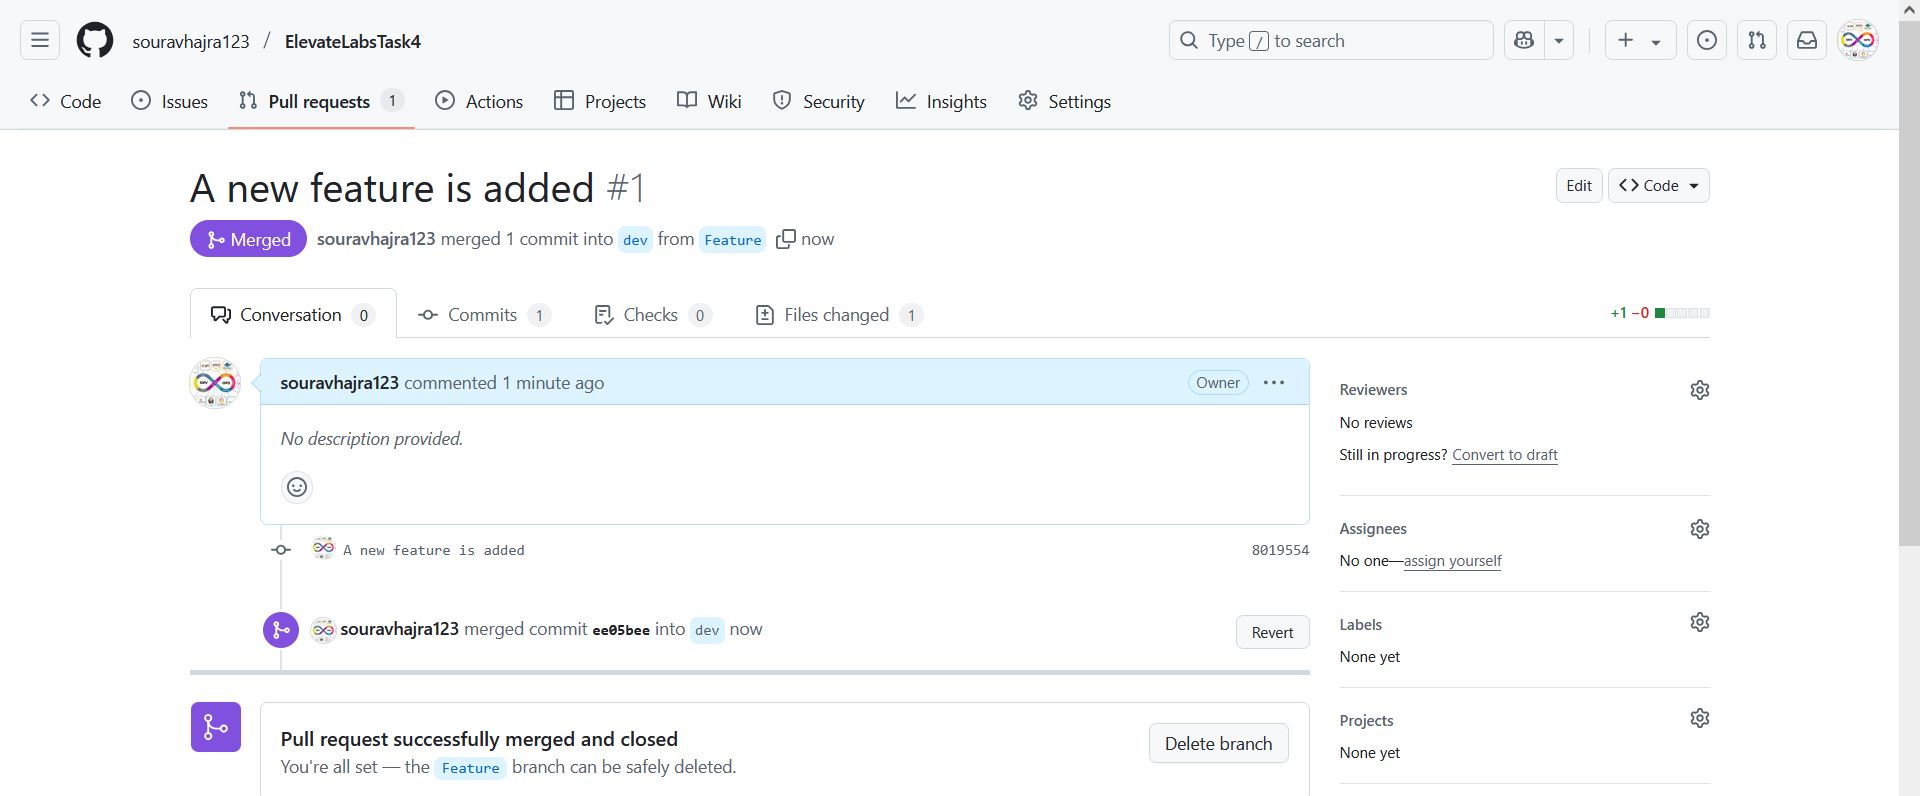 souravhajra123 / ElevateLabsTask4
Type / to search
Code
Issues
Pull requests 1
Actions
Projects
Wiki
Security
Insights
Settings
A new feature is added #1
Edit
Code
Merged
souravhajra123 merged 1 commit into dev from Feature now
Conversation 0
Commits 1
Checks 0
Files changed 1
+1 −0
souravhajra123 commented 1 minute ago
Owner
No description provided.
A new feature is added
8019554
souravhajra123 merged commit ee05bee into dev now
Revert
Pull request successfully merged and closed
You're all set — the Feature branch can be safely deleted.
Delete branch
Reviewers
No reviews
Still in progress? Convert to draft
Assignees
No one—assign yourself
Labels
None yet
Projects
None yet